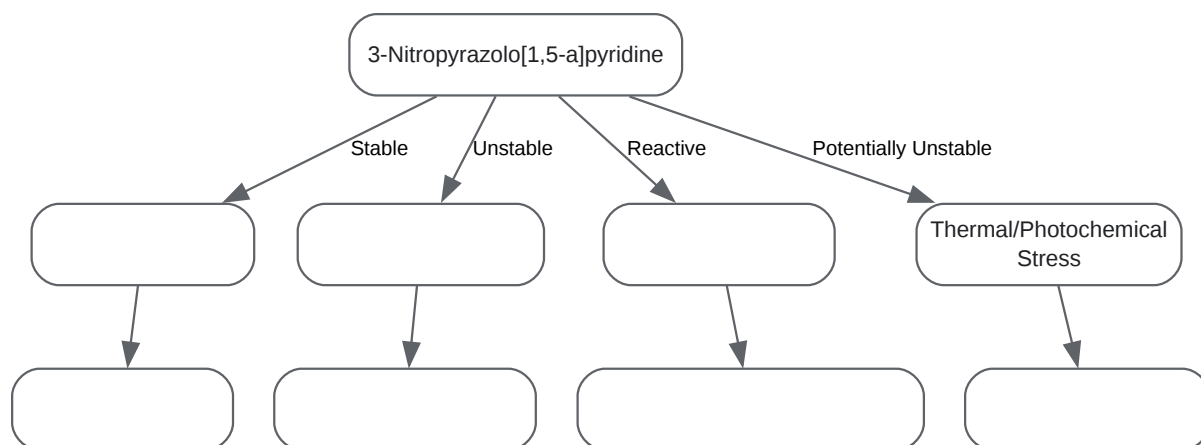 3-Nitropyrazolo[1,5-a]pyridine
Stable
Unstable
Reactive
Potentially Unstable
Thermal/Photochemical
Stress